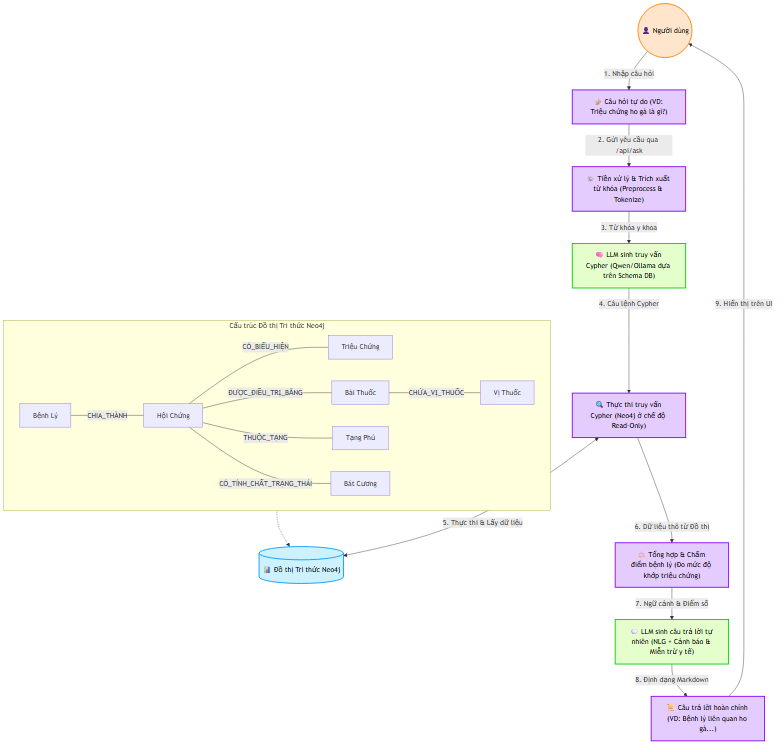 Người dùng
1. Nhập câu hỏi
Câu hỏi tự do (VD:
Triệu chứng ho gà là gì?)
2. Gửi yêu cầu qua
/api/ask
Tiền xử lý & Trích xuất
từ khóa (Preprocess &
Tokenize)
3. Từ khóa y khoa
LLM sinh truy vấn
Cypher (Qwen/Ollama dựa
trên Schema DB)
4. Câu lệnh Cypher
9. Hiển thị trên UI
Cấu trúc Đồ thị Tri thức Neo4j
CÓ_BIỂU_HIỆN
Triệu Chứng
ĐƯỢC_ĐIỀU_TRỊ_BẰNG
Bài Thuốc
CHỨA_VỊ_THUỐC
Vị Thuốc
Bệnh Lý
CHIA_THÀNH
Hội Chứng
THUỘC_TẠNG
Tạng Phủ
CÓ_TÍNH_CHẤT_TRẠNG_THÁI
Bát Cương
Thực thi truy vấn
Cypher (Neo4j) ở chế độ
Read-Only)
5. Thực thi & Lấy dữ liệu
6. Dữ liệu thô từ Đồ thị
Đồ thị Tri thức Neo4j
Tổng hợp & Chấm
điểm bệnh lý (Đo mức độ
khớp triệu chứng)
7. Ngữ cảnh & Điểm số
LLM sinh câu trả lời tự
nhiên (NLG + Cảnh báo &
Miễn trừ y tế)
8. Định dạng Markdown
Câu trả lời hoàn chỉnh
(VD: Bệnh lý liên quan ho
gà...)